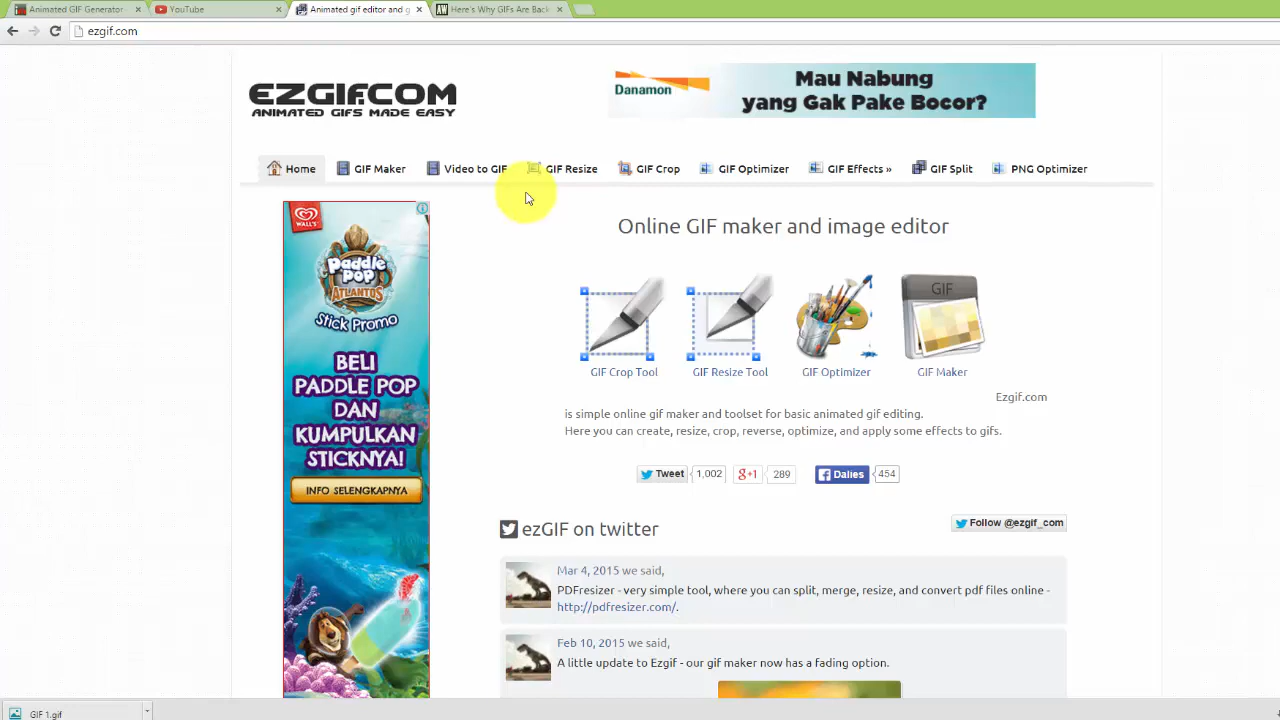 Animated GIF Generator
YouTube
Animated gif editor and g
Here's Why GIFs Are Back
ezgif.com
EZGIF.COM
ANIMATED GIFS MADE EASY
Danamon
Mau Nabung
yang Gak Pake Bocor?
Home
GIF Maker
Video to GIF
GIF Resize
GIF Crop
GIF Optimizer
GIF Effects »
GIF Split
PNG Optimizer
WALL'S
Paddle
Pop
ATLANTOS
Stick Promo
BELI
PADDLE POP
DAN
KUMPULKAN
STICKNYA!
INFO SELENGKAPNYA
Online GIF maker and image editor
GIF
GIF Crop Tool
GIF Resize Tool
GIF Optimizer
GIF Maker
Ezgif.com
is simple online gif maker and toolset for basic animated gif editing.
Here you can create, resize, crop, reverse, optimize, and apply some effects to gifs.
Tweet
1,002
g+1
289
Dalies
454
ezGIF on twitter
Follow @ezgif_com
Mar 4, 2015 we said,
PDFresizer - very simple tool, where you can split, merge, resize, and convert pdf files online -
http://pdfresizer.com/.
Feb 10, 2015 we said,
A little update to Ezgif - our gif maker now has a fading option.
GIF 1.gif